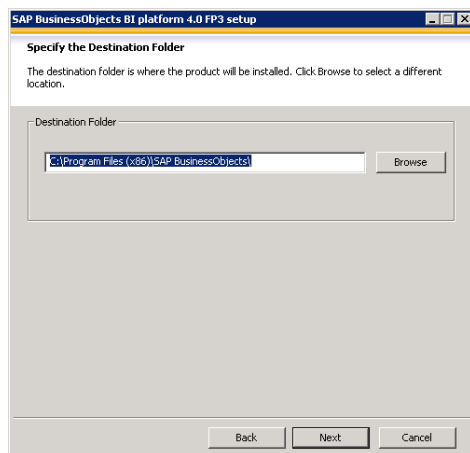 SAP BusinessObjects BI platform 4.0 FP3 setup
Specify the Destination Folder
The destination folder is where the product will be installed. Click Browse to select a different
location.
Destination Folder
C:\Program Files (x86)\SAP BusinessObjects\
Browse
Back
Next
Cancel